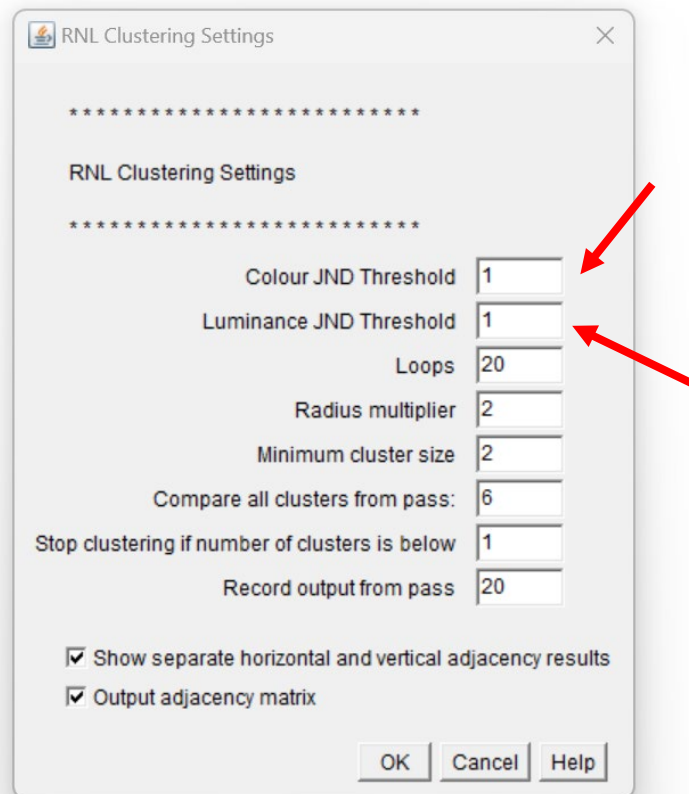 RNL Clustering Settings
* * * * * * * * * * * * * * * * * * * * * * * * * *
RNL Clustering Settings
* * * * * * * * * * * * * * * * * * * * * * * * * *
Colour JND Threshold 1
Luminance JND Threshold 1
Loops 20
Radius multiplier 2
Minimum cluster size 2
Compare all clusters from pass: 6
Stop clustering if number of clusters is below 1
Record output from pass 20
Show separate horizontal and vertical adjacency results
Output adjacency matrix
OK Cancel Help